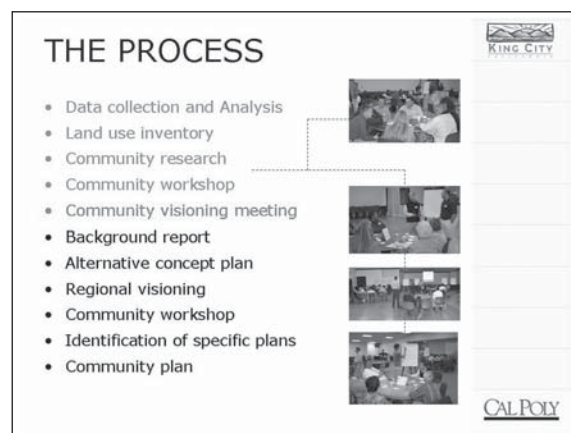 THE PROCESS
• Data collection and Analysis
• Land use inventory
• Community research
• Community workshop
• Community visioning meeting
• Background report
• Alternative concept plan
• Regional visioning
• Community workshop
• Identification of specific plans
• Community plan
KING CITY
CALIFORNIA
CAL POLY